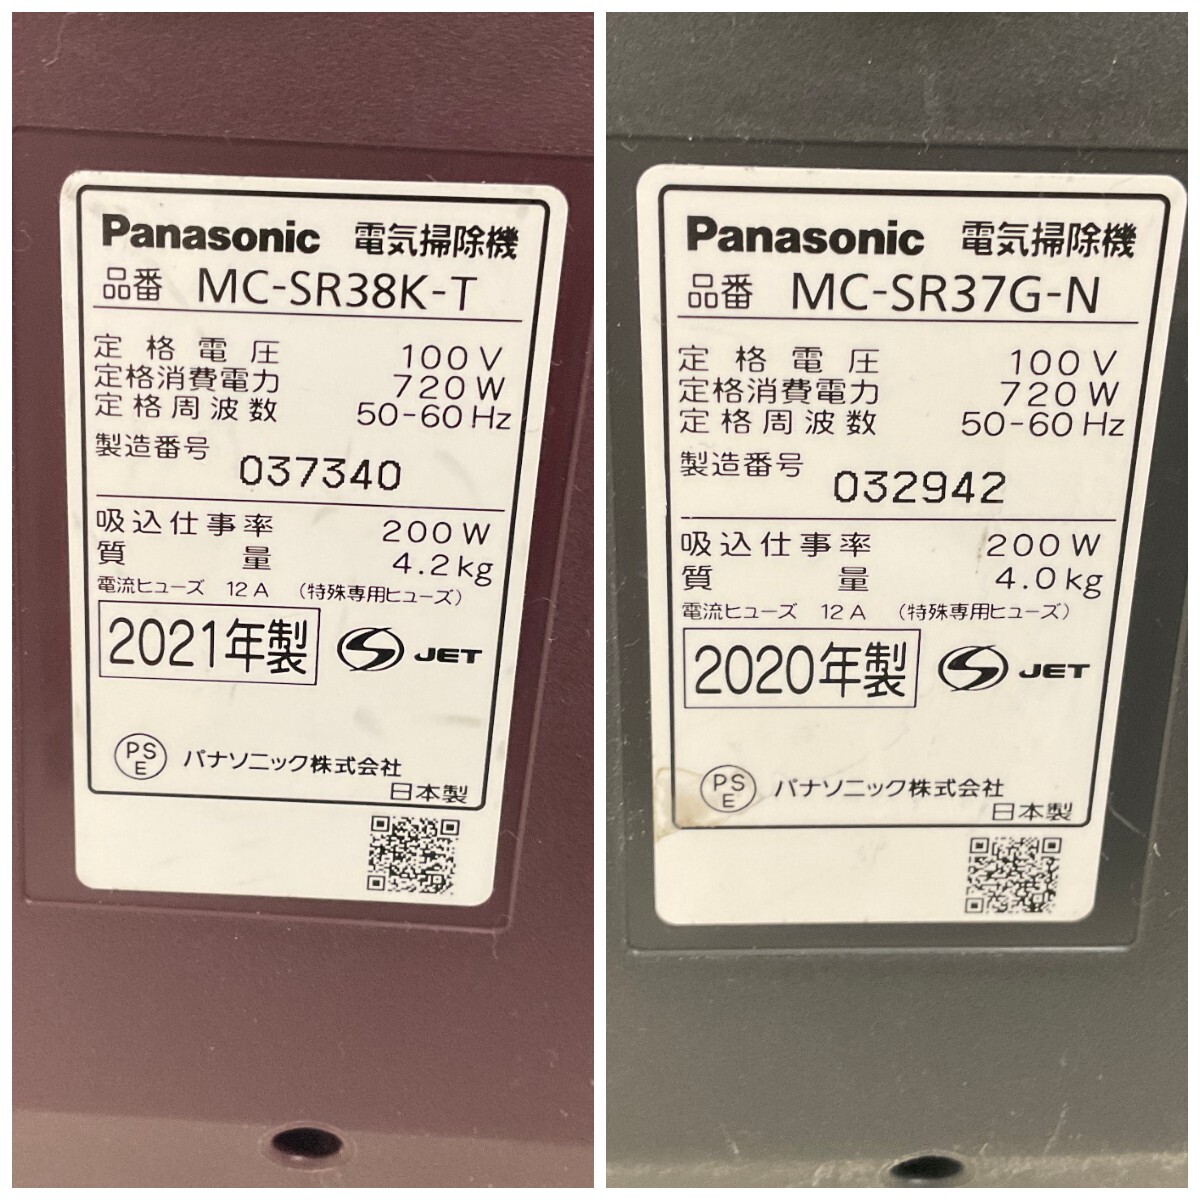 Panasonic 電気掃除機
品番 MC-SR38K-T
定格電圧 100V
定格消費電力 720W
定格周波数 50-60Hz
製造番号 037340
吸込仕事率 200W
質量 4.2kg
電流ヒューズ 12A (特殊専用ヒューズ)
2021年製 JET
PSE パナソニック株式会社
日本製
Panasonic 電気掃除機
品番 MC-SR37G-N
定格電圧 100V
定格消費電力 720W
定格周波数 50-60Hz
製造番号 032942
吸込仕事率 200W
質量 4.0kg
電流ヒューズ 12A (特殊専用ヒューズ)
2020年製 JET
PSE パナソニック株式会社
日本製